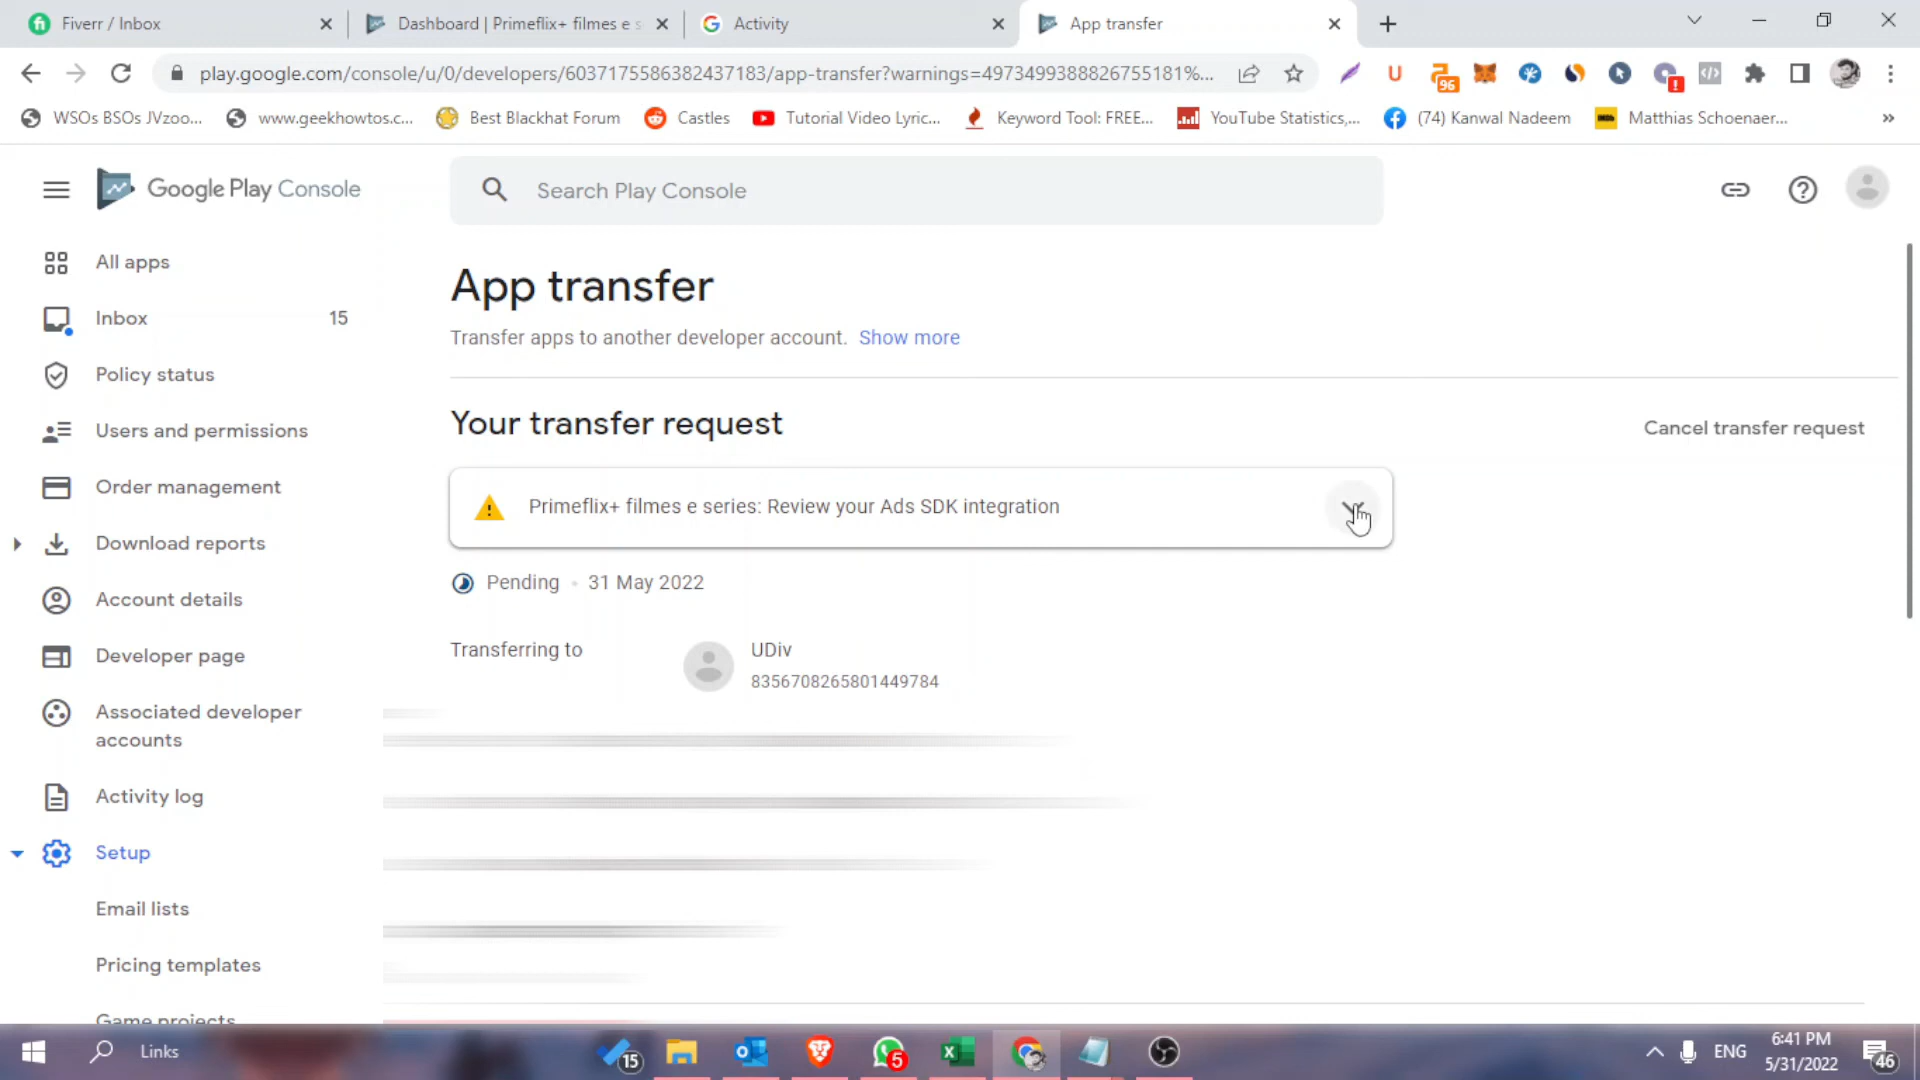 Fiverr / Inbox
Dashboard | Primeflix+ filmes e s
Activity
App transfer
play.google.com/console/u/0/developers/6037175586382437183/app-transfer?warnings=4973499388826755181%...
96
WSOs BSOs JVzoo...
www.geekhowtos.c...
Best Blackhat Forum
Castles
Tutorial Video Lyric...
Keyword Tool: FREE...
YouTube Statistics,...
(74) Kanwal Nadeem
Matthias Schoenaer...
»
Google Play Console
Search Play Console
All apps
Inbox 15
Policy status
Users and permissions
Order management
Download reports
Account details
Developer page
Associated developer
accounts
Activity log
Setup
Email lists
Pricing templates
Game projects
App transfer
Transfer apps to another developer account. Show more
Your transfer request
Cancel transfer request
Primeflix+ filmes e series: Review your Ads SDK integration
Pending • 31 May 2022
Transferring to
UDiv
8356708265801449784
Links
15
5
ENG
6:41 PM
5/31/2022
46